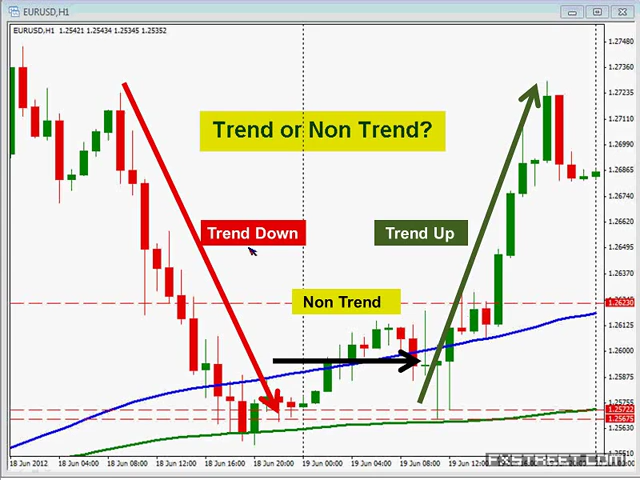 EURUSD,H1
EURUSD,H1 1.25421 1.25434 1.25345 1.25352
1.27480
1.27360
1.27235
1.27110
1.26990
1.26865
1.26740
1.26620
1.26495
1.26370
1.26230
1.26125
1.26000
1.25875
1.25755
1.25722
1.25675
1.25630
1.25510
Trend or Non Trend?
Trend Down
Trend Up
Non Trend
18 Jun 2012
18 Jun 04:00
18 Jun 08:00
18 Jun 12:00
18 Jun 16:00
18 Jun 20:00
19 Jun 00:00
19 Jun 04:00
19 Jun 08:00
19 Jun 12:00
19 Jun 16:00
FXSTREET.COM